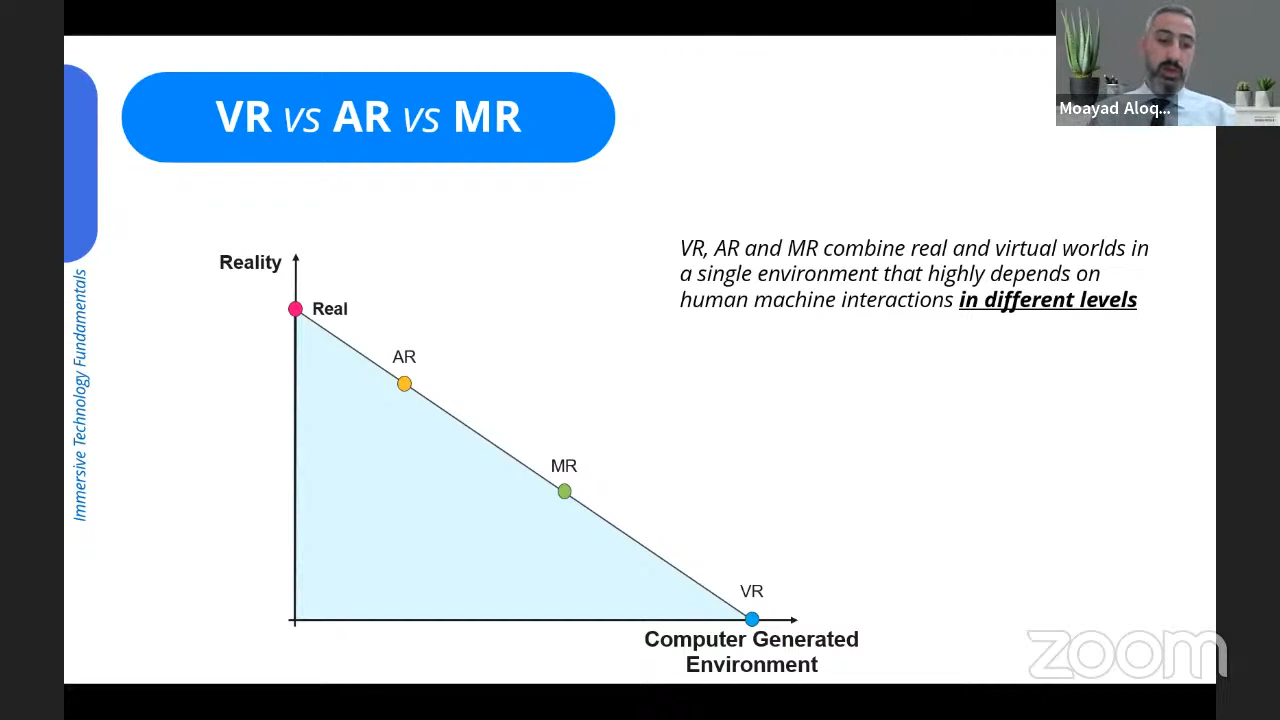 VR vs AR vs MR
Moayad Aloq...
Immersive Technology Fundamentals
VR, AR and MR combine real and virtual worlds in
a single environment that highly depends on
human machine interactions in different levels
Reality
Real
AR
MR
VR
Computer Generated
Environment
zoom